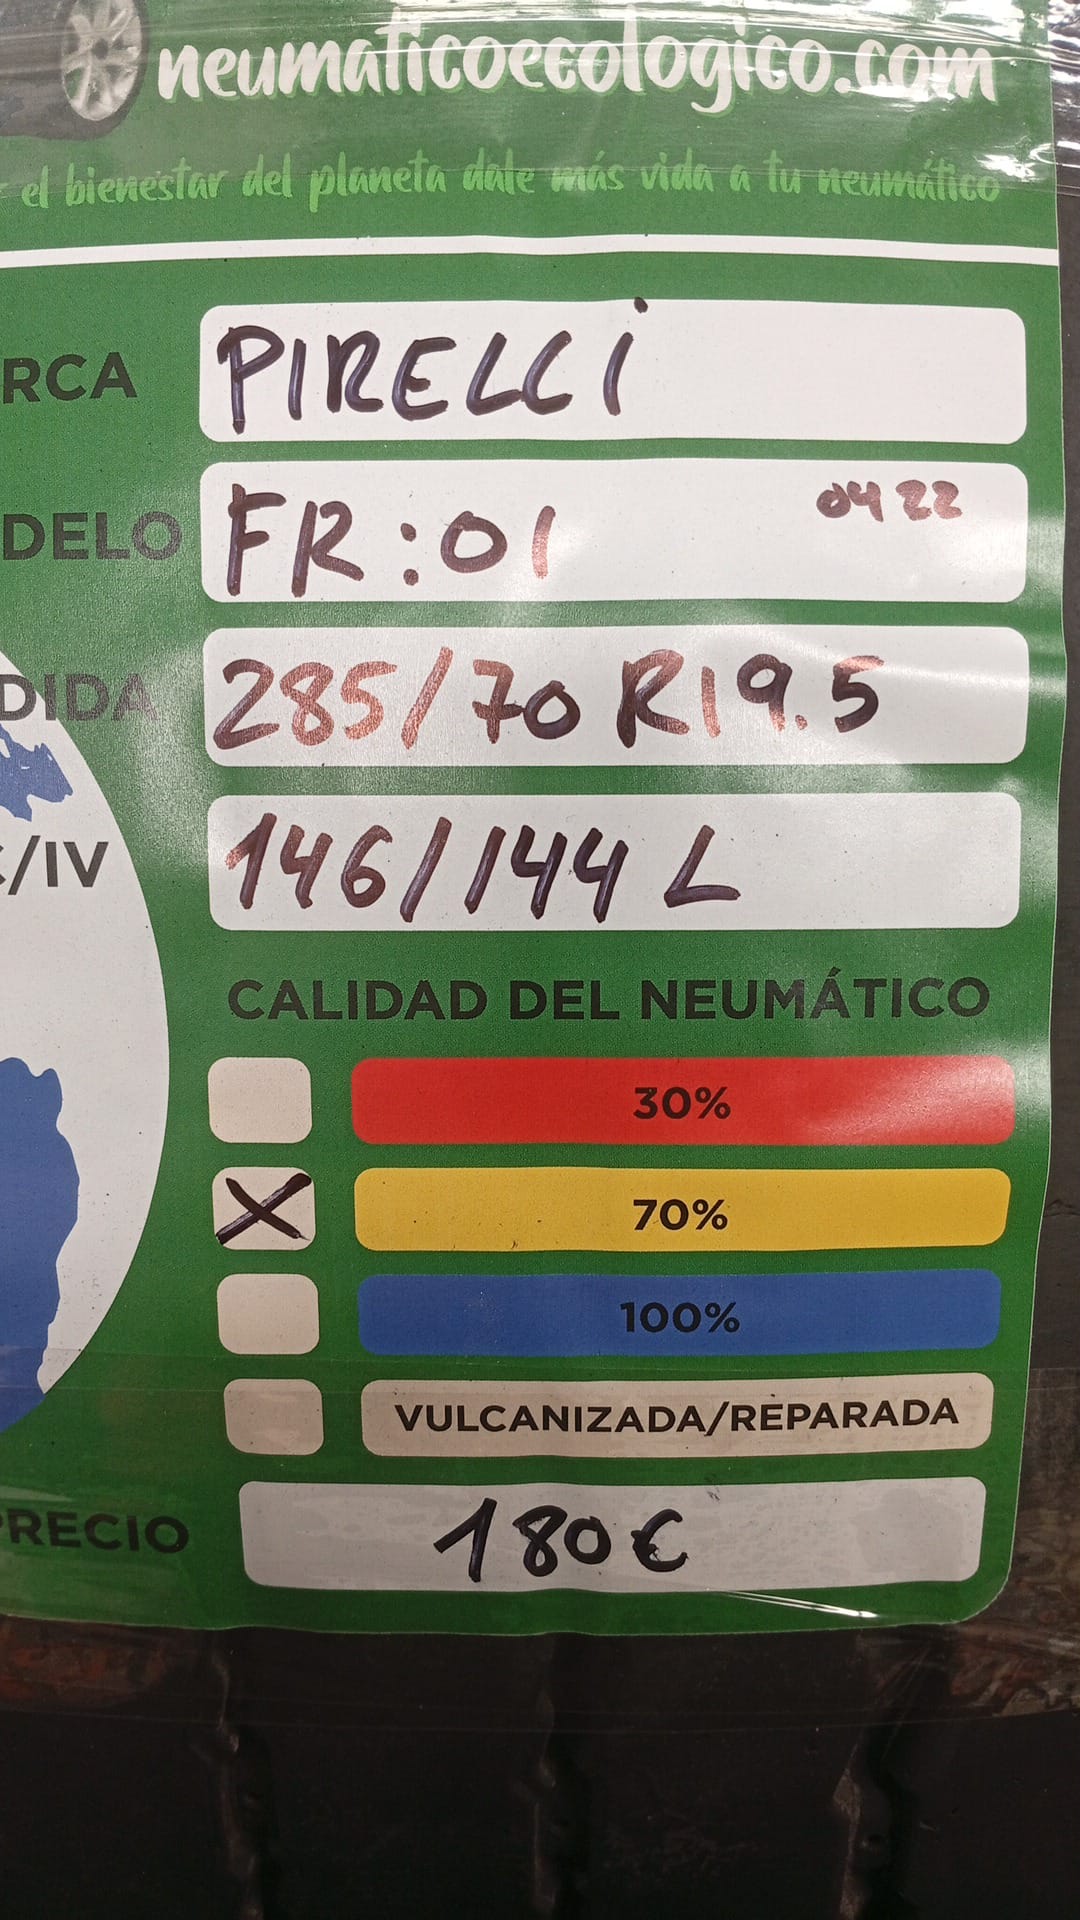 neumaticoecologico.com
el bienestar del planeta dale más vida a tu neumático
RCA PIRELLi
DELO FR:01 0422
DIDA 285/70 R19.5
/IV 146/144 L
CALIDAD DEL NEUMÁTICO
30%
X 70%
100%
VULCANIZADA/REPARADA
PRECIO 180€